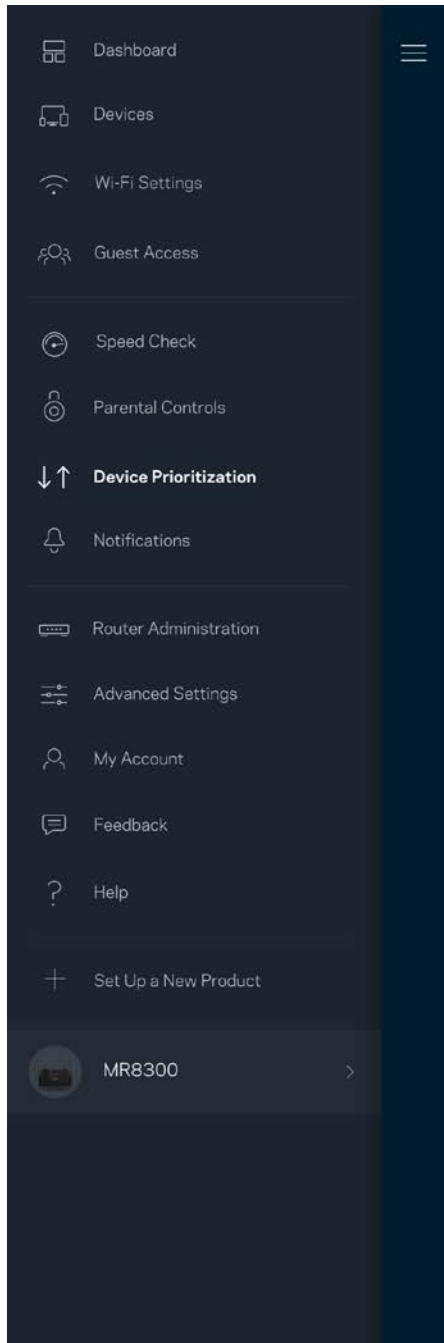 Dashboard
Devices
Wi-Fi Settings
Guest Access
Speed Check
Parental Controls
Device Prioritization
Notifications
Router Administration
Advanced Settings
My Account
Feedback
Help
Set Up a New Product
MR8300